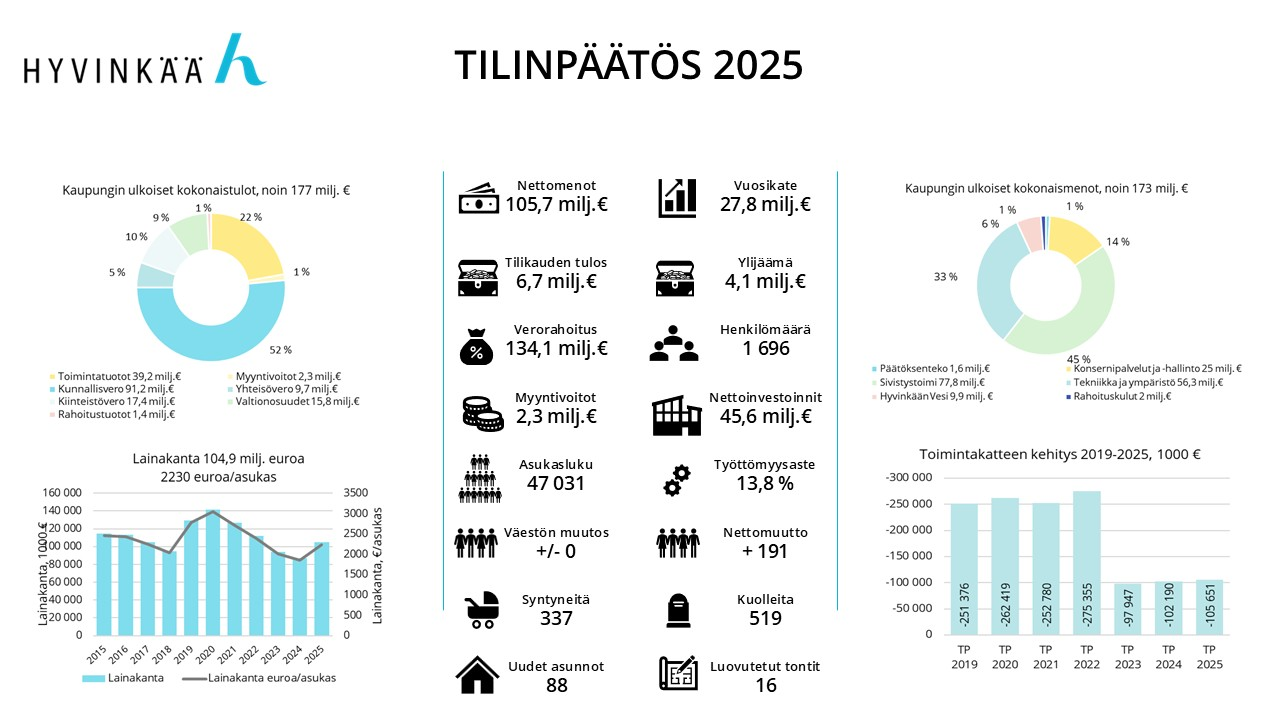 HYVINKÄÄ
TILINPÄÄTÖS 2025
Kaupungin ulkoiset kokonaistulot, noin 177 milj. €
1 %
22 %
9 %
10 %
5 %
1 %
52 %
Toimintatuotot 39,2 milj.€
Myyntivoitot 2,3 milj.€
Kunnallisvero 91,2 milj.€
Yhteisövero 9,7 milj.€
Kiinteistövero 17,4 milj.€
Valtionosuudet 15,8 milj.€
Rahoitustuotot 1,4 milj.€
Lainakanta 104,9 milj. euroa
2230 euroa/asukas
Lainakanta, 1000 €
160 000
140 000
120 000
100 000
80 000
60 000
40 000
20 000
0
3500
3000
2500
2000
1500
1000
500
0
Lainakanta, €/asukas
2015 2016 2017 2018 2019 2020 2021 2022 2023 2024 2025
Lainakanta
Lainakanta euroa/asukas
Nettomenot
105,7 milj.€
Vuosikate
27,8 milj.€
Tilikauden tulos
6,7 milj.€
Ylijäämä
4,1 milj.€
Verorahoitus
134,1 milj.€
Henkilömäärä
1 696
Myyntivoitot
2,3 milj.€
Nettoinvestoinnit
45,6 milj.€
Asukasluku
47 031
Työttömyysaste
13,8 %
Väestön muutos
+/- 0
Nettomuutto
+ 191
Syntyneitä
337
Kuolleita
519
Uudet asunnot
88
Luovutetut tontit
16
Kaupungin ulkoiset kokonaismenot, noin 173 milj. €
1 %
1 %
6 %
14 %
33 %
45 %
Päätöksenteko 1,6 milj.€
Konsernipalvelut ja -hallinto 25 milj.€
Sivistystoimi 77,8 milj.€
Tekniikka ja ympäristö 56,3 milj.€
Hyvinkään Vesi 9,9 milj. €
Rahoituskulut 2 milj.€
Toimintakatteen kehitys 2019-2025, 1000 €
-300 000
-250 000
-200 000
-150 000
-100 000
-50 000
0
-251 376
-262 419
-252 780
-275 355
-97 947
-102 190
-105 651
TP TP TP TP TP TP TP
2019 2020 2021 2022 2023 2024 2025